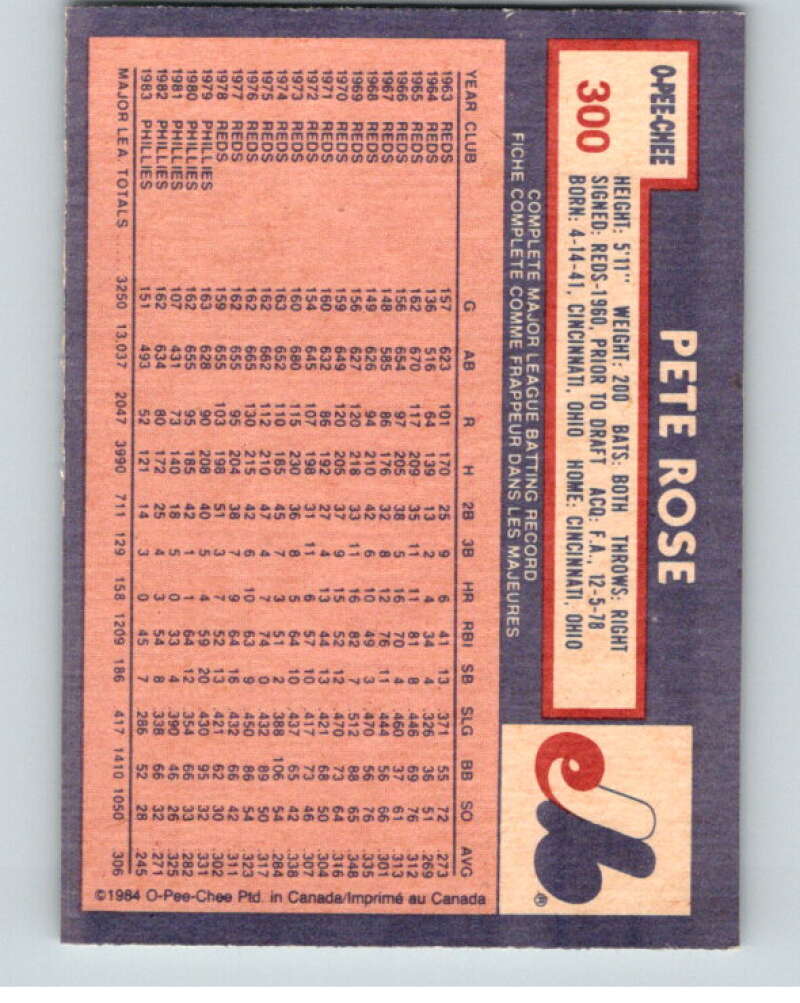 O-PEE-CHEE
300
PETE ROSE
HEIGHT: 5'11" WEIGHT: 200 BATS: BOTH THROWS: RIGHT
SIGNED: REDS-1960, PRIOR TO DRAFT ACQ: F.A., 12-5-78
BORN: 4-14-41, CINCINNATI, OHIO HOME: CINCINNATI, OHIO
COMPLETE MAJOR LEAGUE BATTING RECORD
FICHE COMPLETE COMME FRAPPEUR DANS LES MAJEURES
YEAR CLUB G AB R H 2B 3B HR RBI SB SLG BB SO AVG
1963 REDS 157 623 101 170 25 9 6 41 13 .371 55 72 .273
1964 REDS 136 516 64 139 13 2 4 34 4 .326 36 51 .269
1965 REDS 162 670 117 209 35 11 11 81 8 .446 69 76 .312
1966 REDS 156 654 97 205 38 5 16 70 4 .460 37 61 .313
1967 REDS 148 585 86 176 32 8 12 76 11 .444 56 66 .301
1968 REDS 149 626 94 210 42 6 10 49 3 .470 56 76 .335
1969 REDS 156 627 120 218 33 11 16 82 7 .512 88 65 .348
1970 REDS 159 649 120 205 37 9 15 52 12 .470 73 64 .316
1971 REDS 160 632 86 192 27 4 13 44 13 .421 68 50 .304
1972 REDS 154 645 107 198 31 11 6 57 10 .417 73 46 .307
1973 REDS 160 680 115 230 36 8 5 64 10 .437 65 42 .338
1974 REDS 163 652 110 185 45 7 3 51 2 .388 106 54 .284
1975 REDS 162 662 112 210 47 4 7 74 0 .432 89 50 .317
1976 REDS 162 665 130 215 42 6 10 63 9 .450 86 54 .323
1977 REDS 162 655 95 204 38 7 9 64 16 .432 66 42 .311
1978 REDS 159 655 103 198 51 3 7 52 13 .421 62 30 .302
1979 PHILLIES 163 628 90 208 40 5 4 59 20 .430 95 32 .331
1980 PHILLIES 162 655 95 185 42 1 1 64 12 .354 66 33 .282
1981 PHILLIES 107 431 73 140 18 5 0 33 4 .390 46 26 .325
1982 PHILLIES 162 634 80 172 25 4 3 54 8 .338 66 32 .271
1983 PHILLIES 151 493 52 121 14 3 0 45 7 .286 52 28 .245
MAJOR LEA. TOTALS .... 3250 13,037 2047 3990 711 129 158 1209 186 .417 1410 1050 .306
©1984 O-Pee-Chee Ptd. in Canada/Imprimé au Canada
®